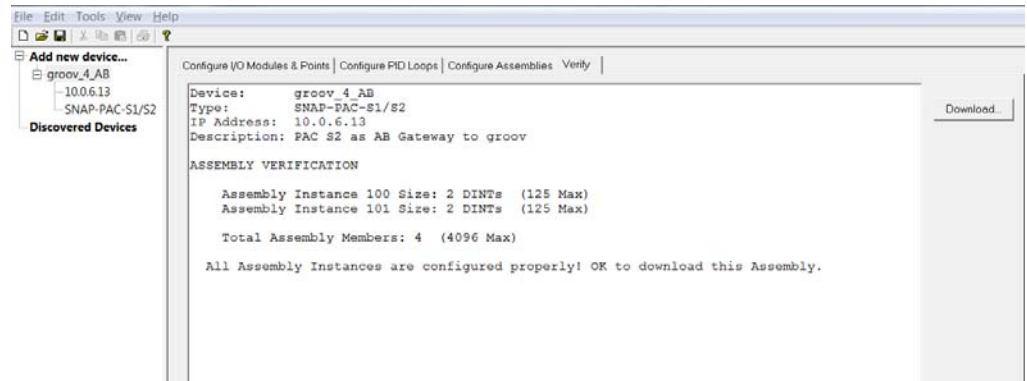 File Edit Tools View Help
Add new device...
groov_4_AB
10.0.6.13
SNAP-PAC-S1/S2
Discovered Devices
Configure I/O Modules & Points Configure PID Loops Configure Assemblies Verify
Device: groov_4_AB
Type: SNAP-PAC-S1/S2
IP Address: 10.0.6.13
Description: PAC S2 as AB Gateway to groov
ASSEMBLY VERIFICATION
Assembly Instance 100 Size: 2 DINTs (125 Max)
Assembly Instance 101 Size: 2 DINTs (125 Max)
Total Assembly Members: 4 (4096 Max)
All Assembly Instances are configured properly! OK to download this Assembly.
Download...